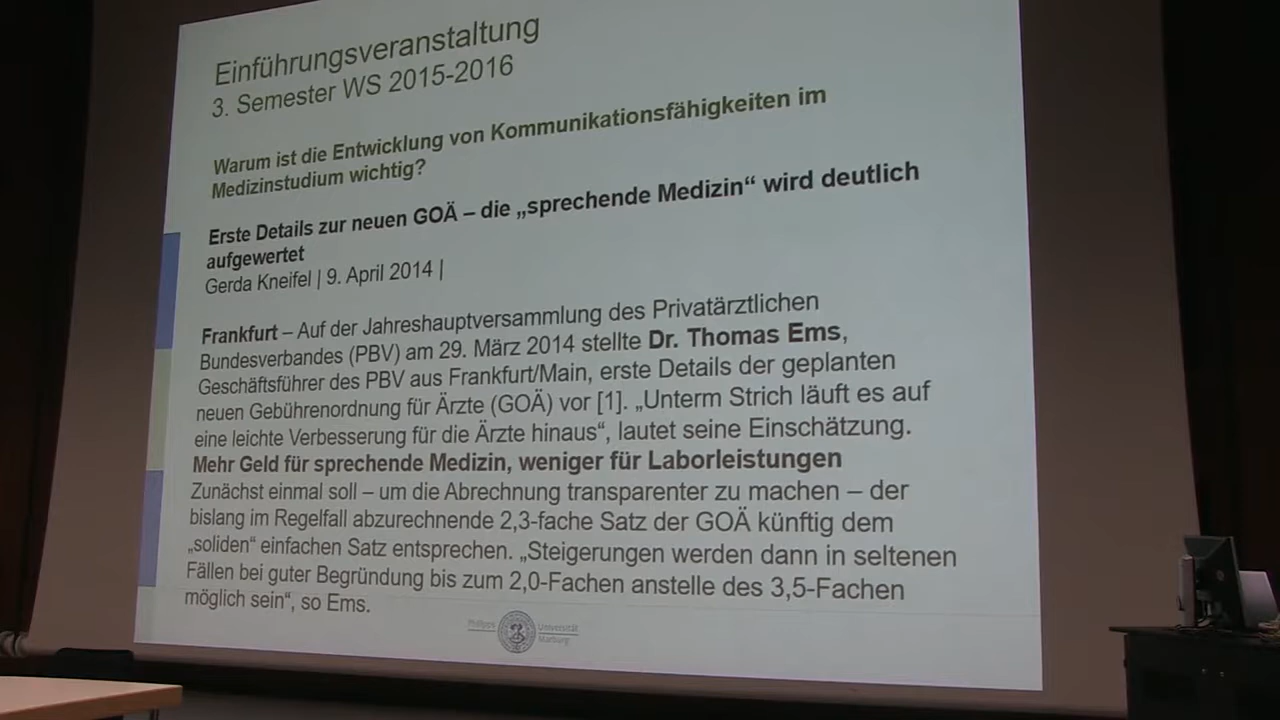 Einführungsveranstaltung
3. Semester WS 2015-2016
Warum ist die Entwicklung von Kommunikationsfähigkeiten im
Medizinstudium wichtig?
Erste Details zur neuen GOÄ – die „sprechende Medizin“ wird deutlich
aufgewertet
Gerda Kneifel | 9. April 2014 |
Frankfurt – Auf der Jahreshauptversammlung des Privatärztlichen
Bundesverbandes (PBV) am 29. März 2014 stellte Dr. Thomas Ems,
Geschäftsführer des PBV aus Frankfurt/Main, erste Details der geplanten
neuen Gebührenordnung für Ärzte (GOÄ) vor [1]. „Unterm Strich läuft es auf
eine leichte Verbesserung für die Ärzte hinaus“, lautet seine Einschätzung.
Mehr Geld für sprechende Medizin, weniger für Laborleistungen
Zunächst einmal soll – um die Abrechnung transparenter zu machen – der
bislang im Regelfall abzurechnende 2,3-fache Satz der GOÄ künftig dem
„soliden“ einfachen Satz entsprechen. „Steigerungen werden dann in seltenen
Fällen bei guter Begründung bis zum 2,0-Fachen anstelle des 3,5-Fachen
möglich sein“, so Ems.
Philipps Universität
Marburg